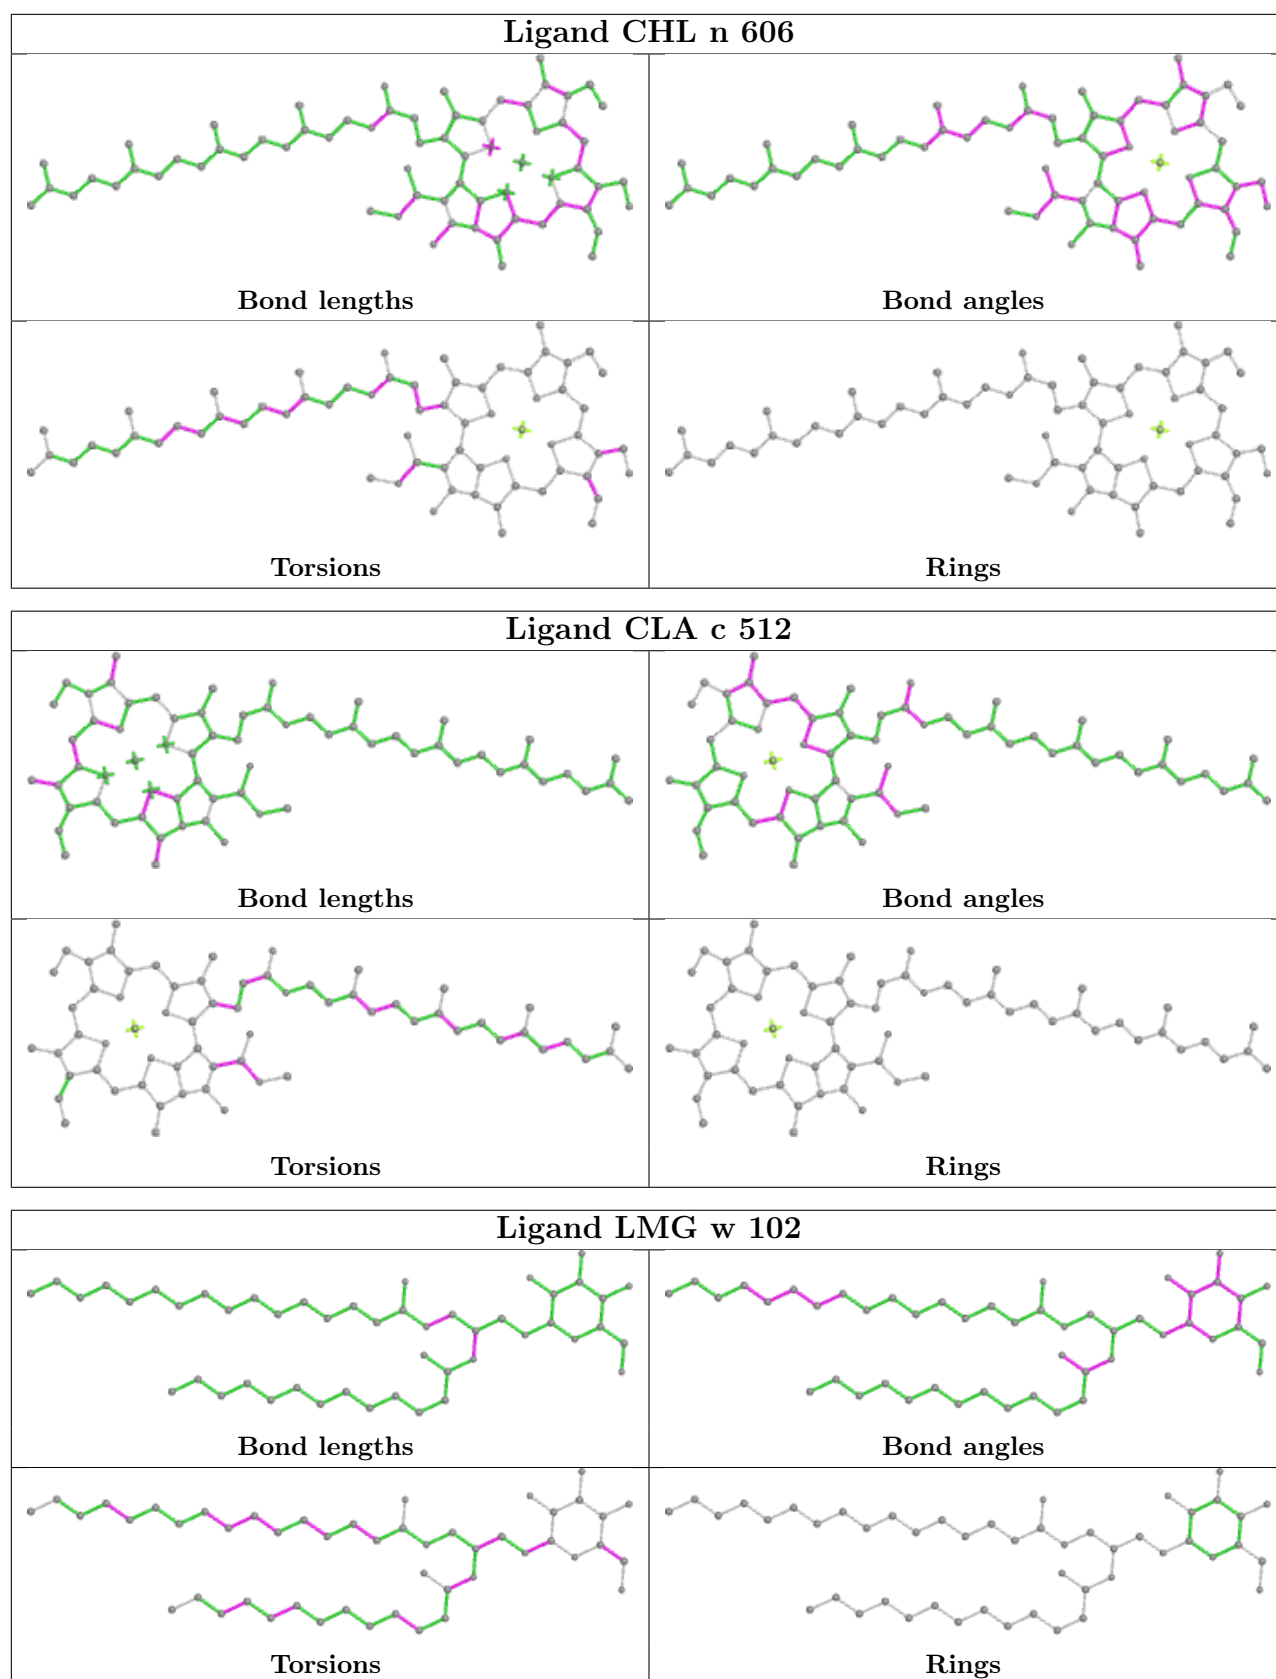 Ligand CHL n 606
Bond lengths
Bond angles
Torsions
Rings
Ligand CLA c 512
Bond lengths
Bond angles
Torsions
Rings
Ligand LMG w 102
Bond lengths
Bond angles
Torsions
Rings